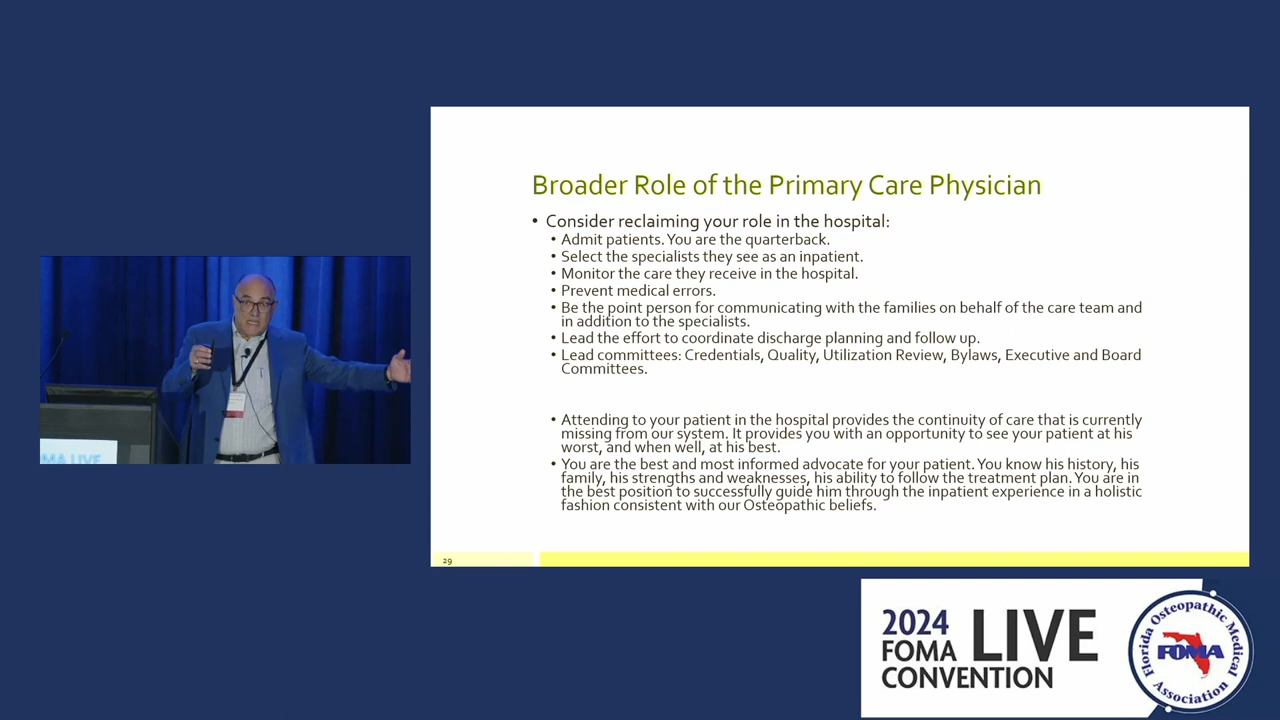 Broader Role of the Primary Care Physician
• Consider reclaiming your role in the hospital:
• Admit patients. You are the quarterback.
• Select the specialists they see as an inpatient.
• Monitor the care they receive in the hospital.
• Prevent medical errors.
• Be the point person for communicating with the families on behalf of the care team and
in addition to the specialists.
• Lead the effort to coordinate discharge planning and follow up.
• Lead committees: Credentials, Quality, Utilization Review, Bylaws, Executive and Board
Committees.
• Attending to your patient in the hospital provides the continuity of care that is currently
missing from our system. It provides you with an opportunity to see your patient at his
worst, and when well, at his best.
• You are the best and most informed advocate for your patient. You know his history, his
family, his strengths and weaknesses, his ability to follow the treatment plan. You are in
the best position to successfully guide him through the inpatient experience in a holistic
fashion consistent with our Osteopathic beliefs.
29
MA LIVE
2024
FOMA
LIVE
CONVENTION
Florida Osteopathic Medical
FOMA
Association